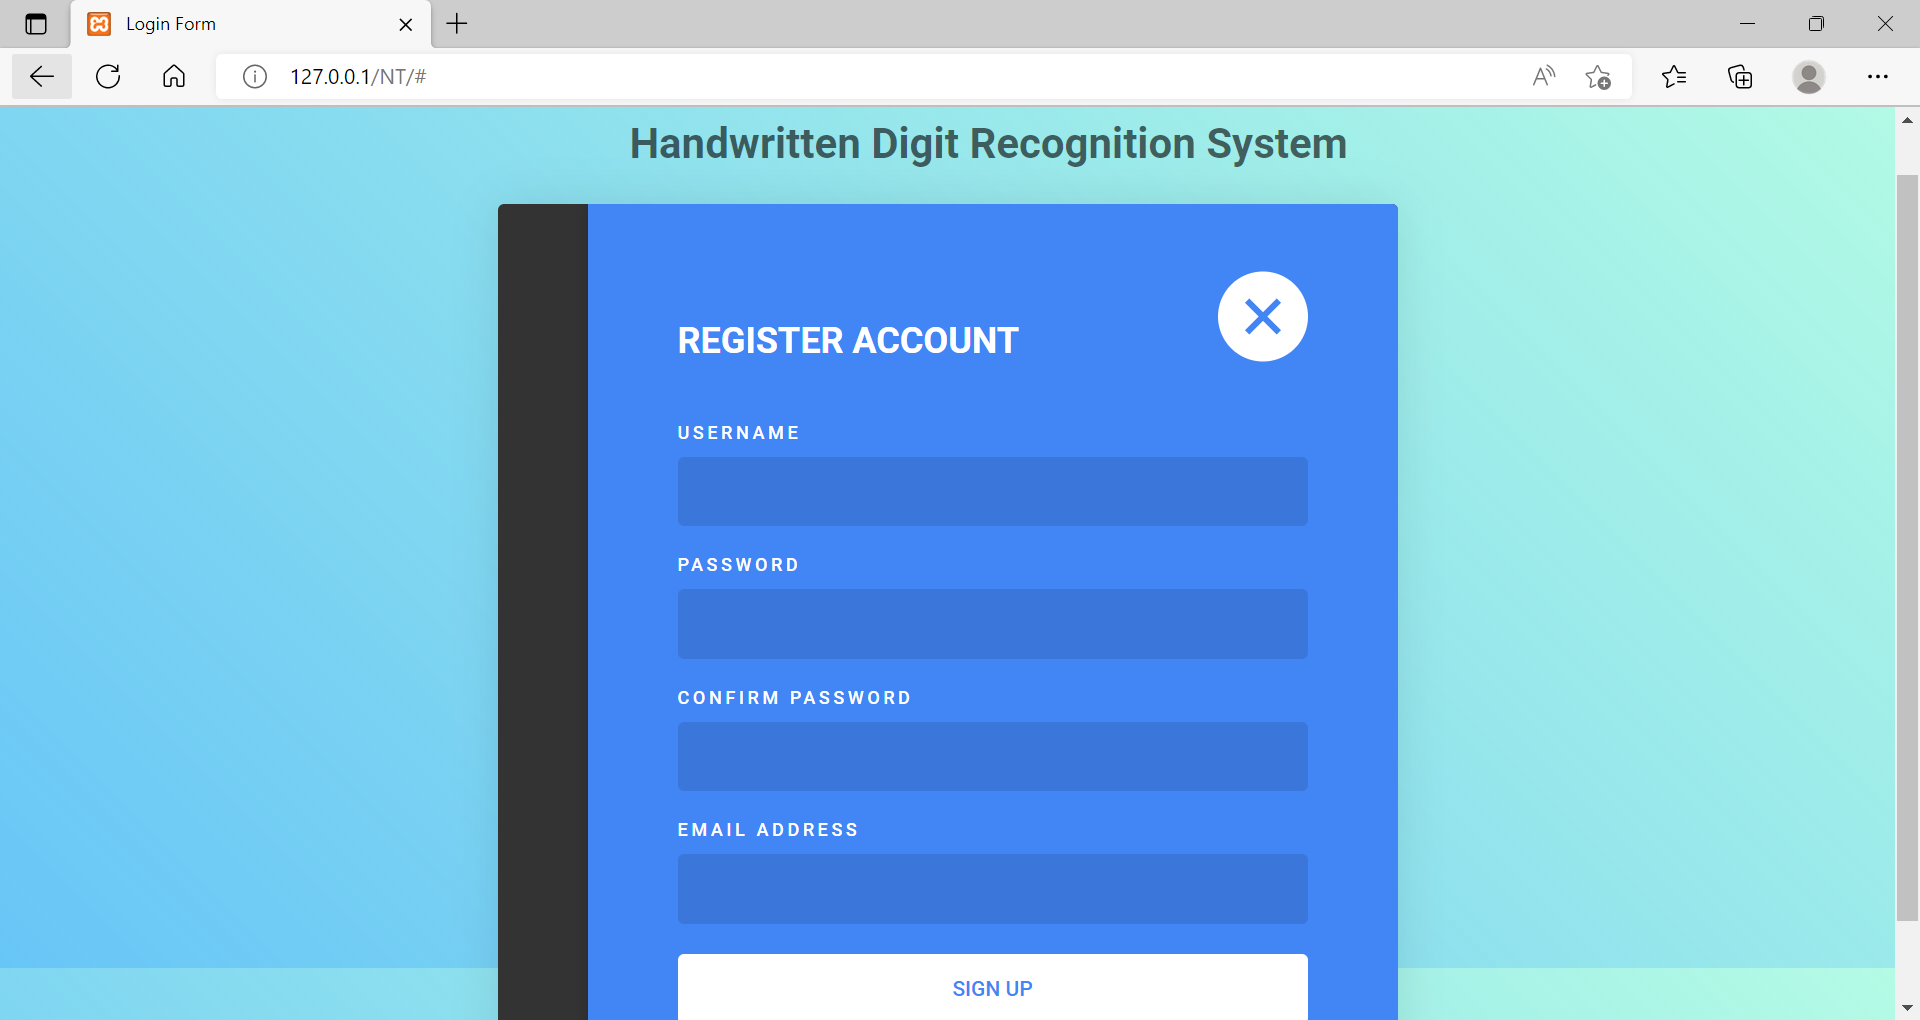 Login Form
127.0.0.1/NT/#
Handwritten Digit Recognition System
REGISTER ACCOUNT
USERNAME
PASSWORD
CONFIRM PASSWORD
EMAIL ADDRESS
SIGN UP